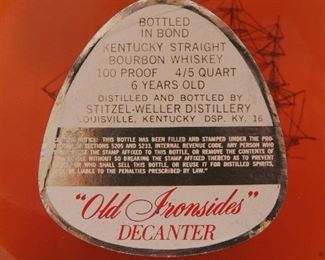 BOTTLED
IN BOND
KENTUCKY STRAIGHT
BOURBON WHISKEY
100 PROOF 4/5 QUART
6 YEARS OLD
DISTILLED AND BOTTLED BY
STITZEL-WELLER DISTILLERY
LOUISVILLE, KENTUCKY DSP. KY. 16
NOTICE: THIS BOTTLE HAS BEEN FILLED AND STAMPED UNDER THE PRO-
OF SECTIONS 5205 AND 5233, INTERNAL REVENUE CODE. ANY PERSON WHO
THE STAMP AFFIXED TO THIS BOTTLE, OR REMOVE THE CONTENTS OF
BOTTLE WITHOUT SO BREAKING THE STAMP AFFIXED THERETO AS TO PREVENT
OR WHO SHALL SELL THIS BOTTLE, OR REUSE IT FOR DISTILLED SPIRITS,
BE LIABLE TO THE PENALTIES PRESCRIBED BY LAW."
"Old Ironsides"
DECANTER